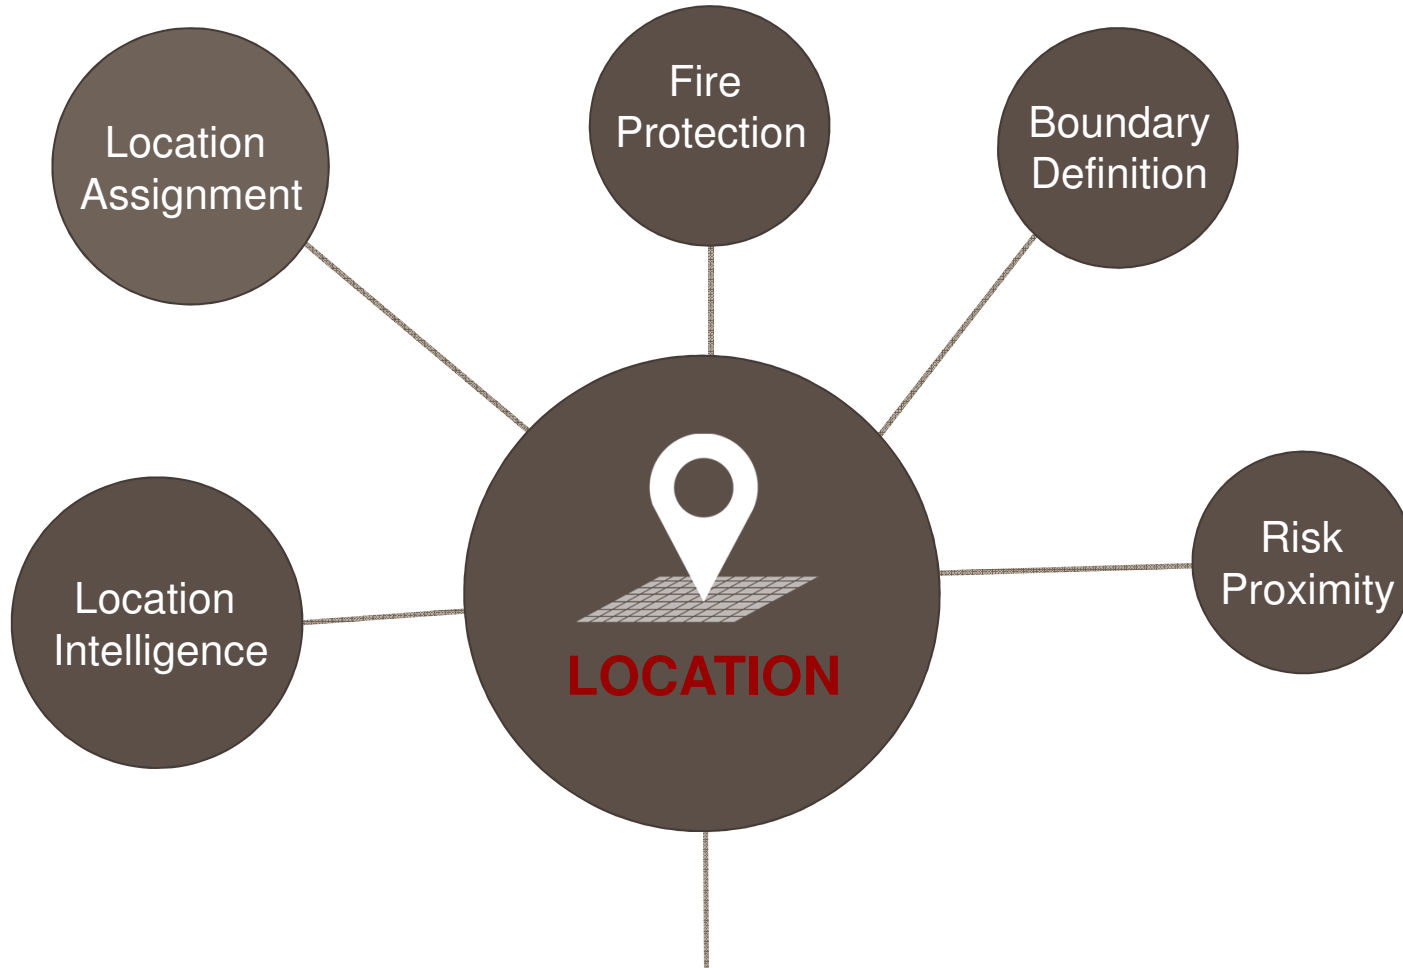 Location
Assignment
Fire
Protection
Boundary
Definition
Location
Intelligence
LOCATION
Risk
Proximity